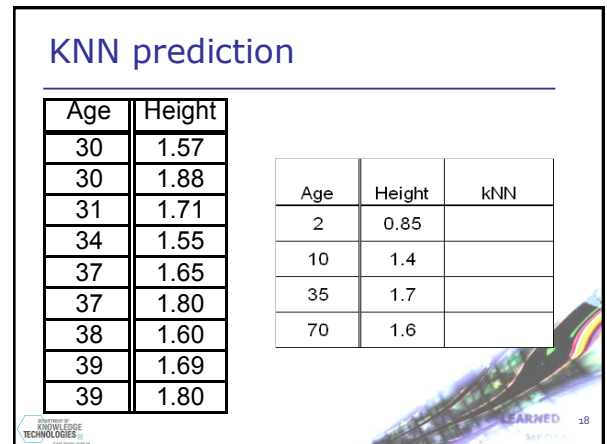 KNN prediction
Age Height
30 1.57
30 1.88
31 1.71
34 1.55
37 1.65
37 1.80
38 1.60
39 1.69
39 1.80
Age Height kNN
2 0.85
10 1.4
35 1.7
70 1.6
DEPARTMENT OF
KNOWLEDGE
TECHNOLOGIES
LEARNED
18